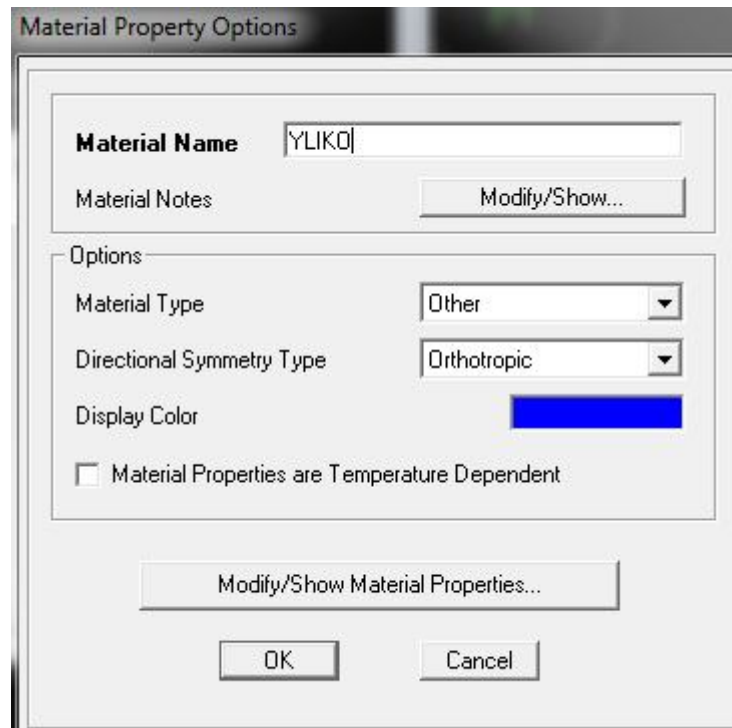 Material Property Options
Material Name YLIKO
Material Notes Modify/Show...
Options
Material Type Other
Directional Symmetry Type Orthotropic
Display Color
Material Properties are Temperature Dependent
Modify/Show Material Properties...
OK Cancel